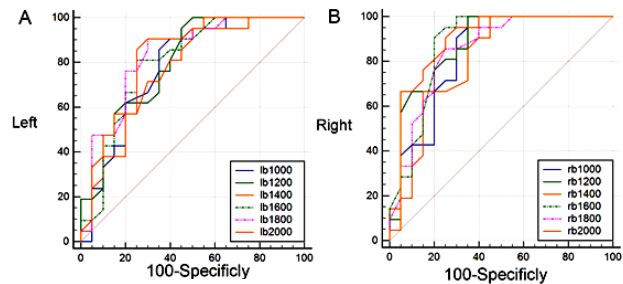 A
100
80
60
40
20
0
Left
lb1000
lb1200
lb1400
lb1600
lb1800
lb2000
0 20 40 60 80 100
100-Specificly
B
100
80
60
40
20
0
Right
rb1000
rb1200
rb1400
rb1600
rb1800
rb2000
0 20 40 60 80 100
100-Specificly